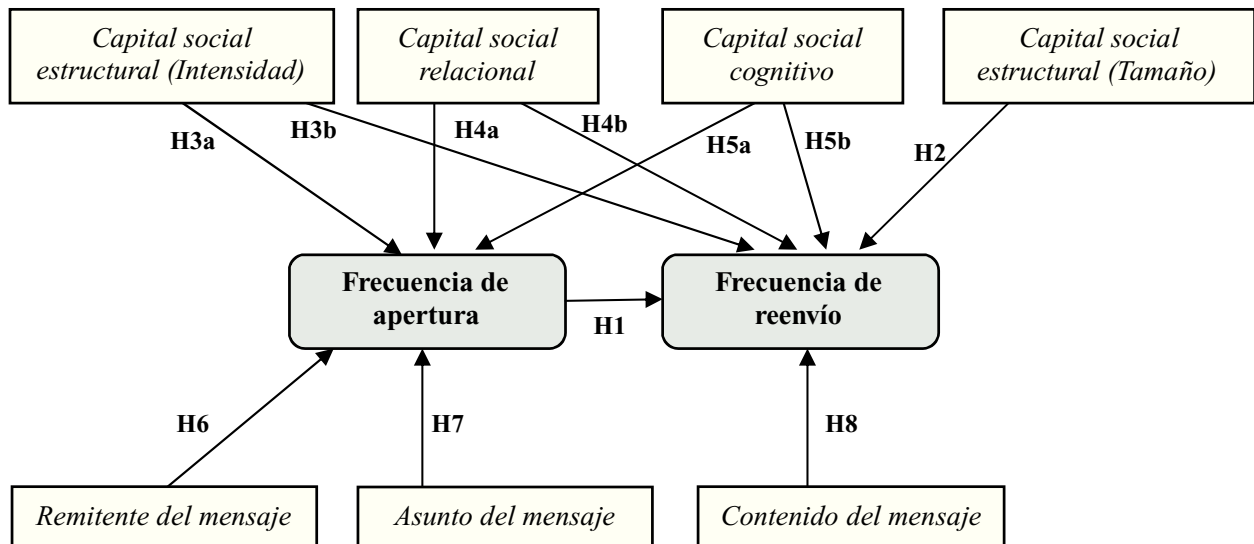 Capital social
estructural (Intensidad)
Capital social
relacional
Capital social
cognitivo
Capital social
estructural (Tamaño)
H3a
H3b
H4a
H4b
H5a
H5b
H2
Frecuencia de
apertura
H1
Frecuencia de
reenvío
H6
H7
H8
Remitente del mensaje
Asunto del mensaje
Contenido del mensaje